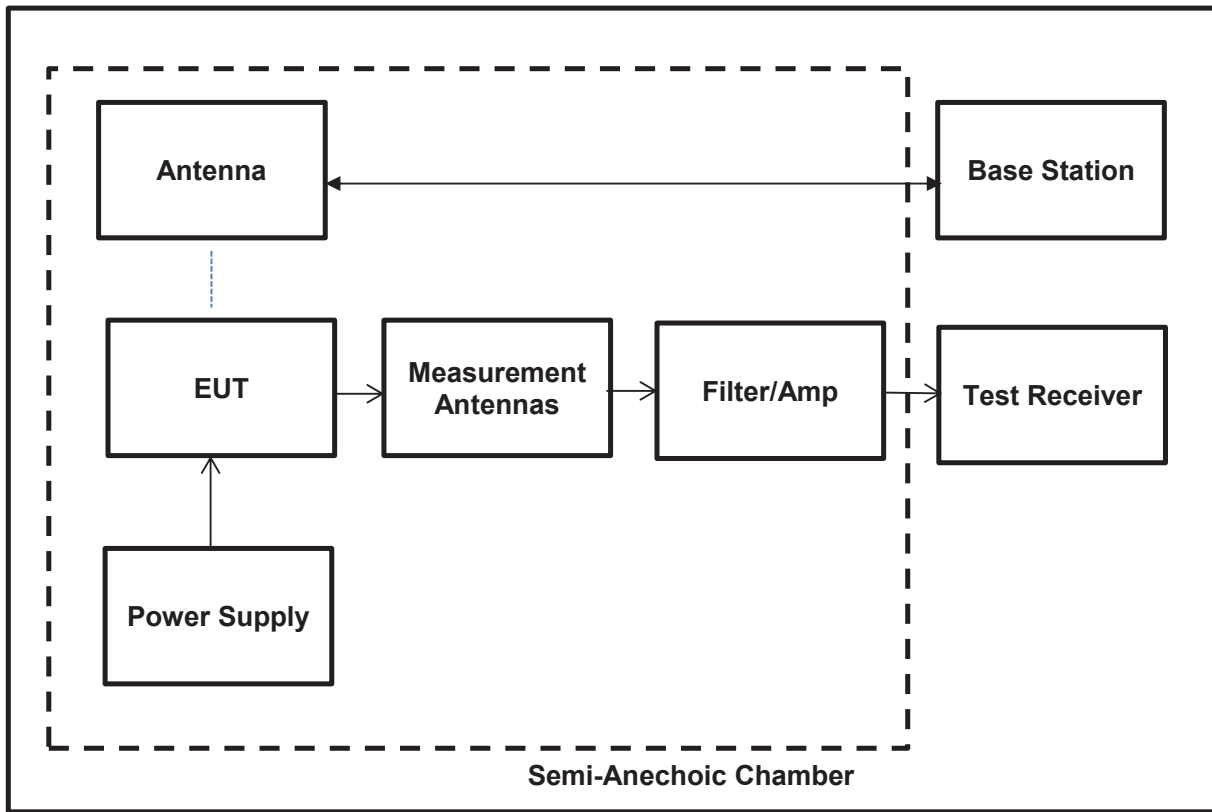 Antenna
Base Station
EUT
Measurement
Antennas
Filter/Amp
Test Receiver
Power Supply
Semi-Anechoic Chamber